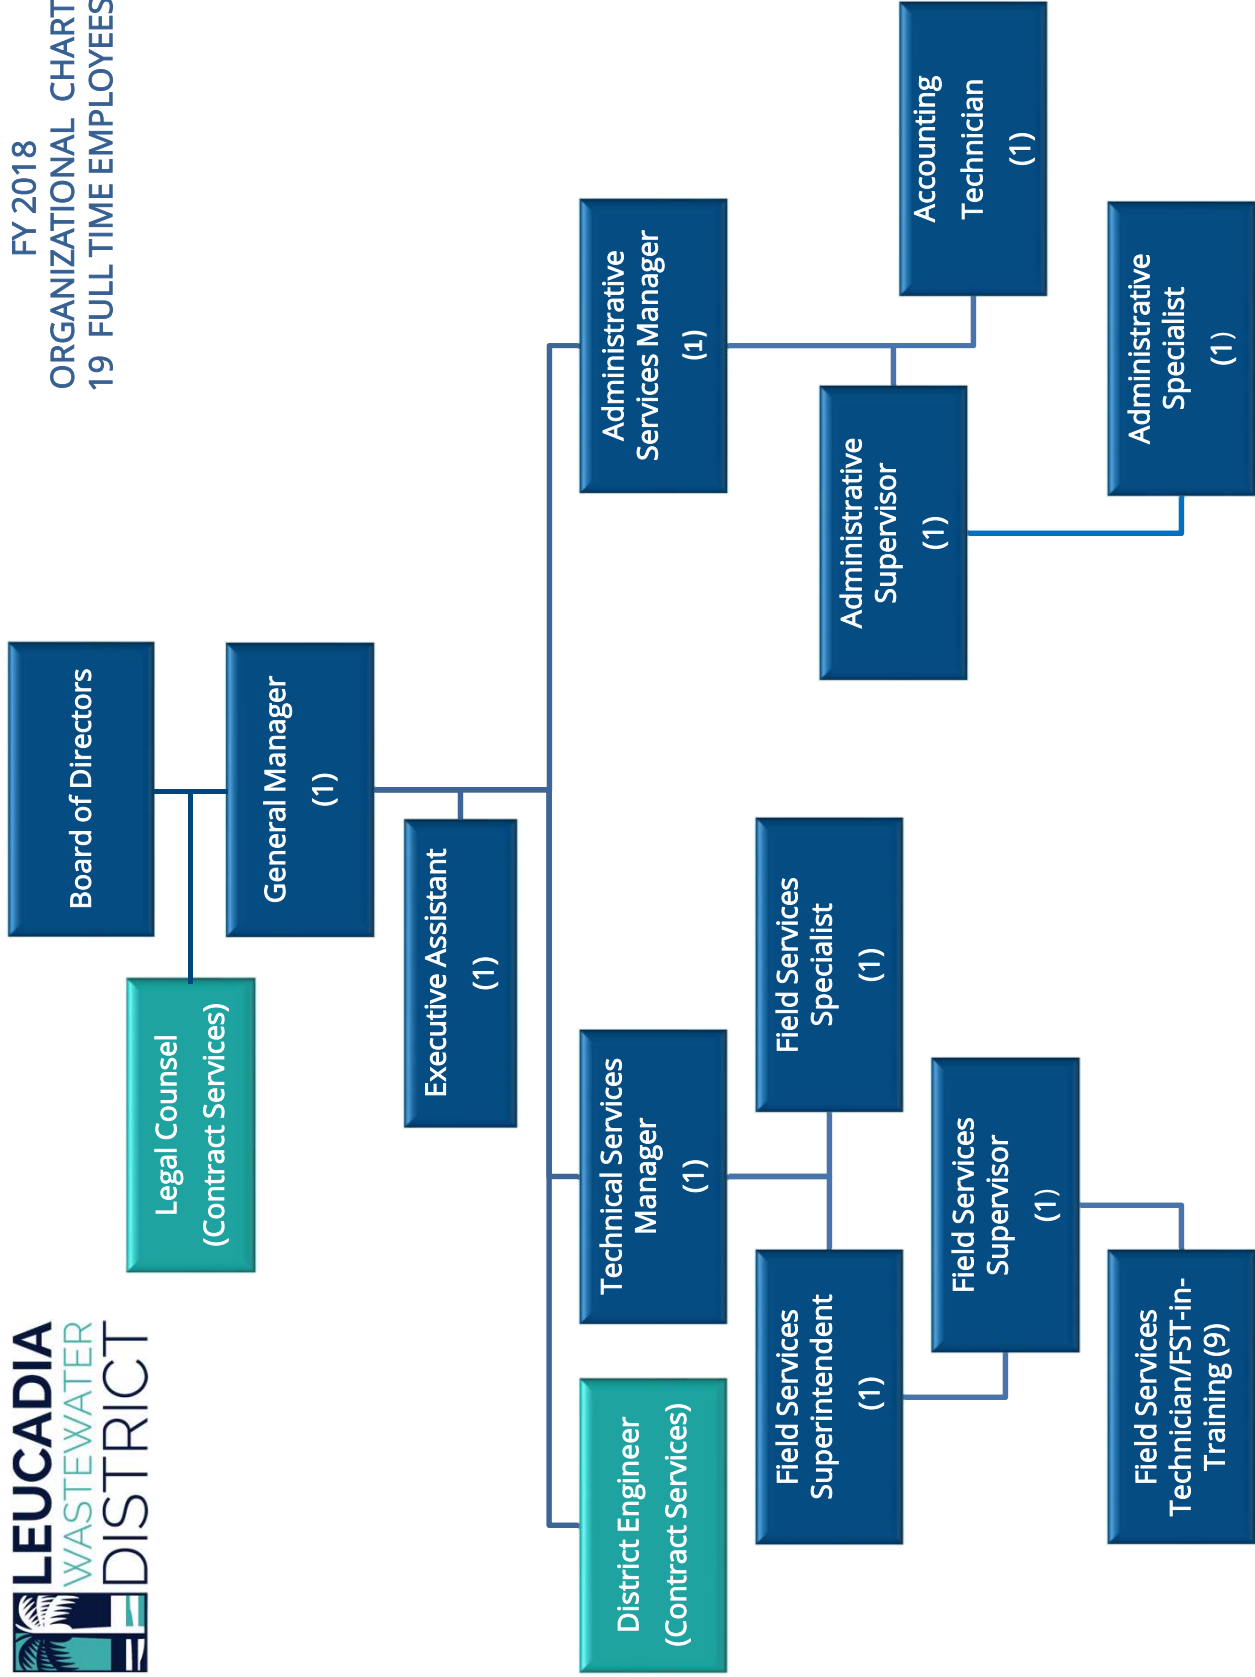 LEUCADIA
WASTEWATER
DISTRICT
FY 2018
ORGANIZATIONAL CHART
19 FULL TIME EMPLOYEES
Board of Directors
Legal Counsel
(Contract Services)
General Manager
(1)
Executive Assistant
(1)
District Engineer
(Contract Services)
Technical Services
Manager
(1)
Administrative
Services Manager
(1)
Field Services
Superintendent
(1)
Field Services
Specialist
(1)
Administrative
Supervisor
(1)
Accounting
Technician
(1)
Field Services
Supervisor
(1)
Field Services
Technician/FST-in-
Training (9)
Administrative
Specialist
(1)